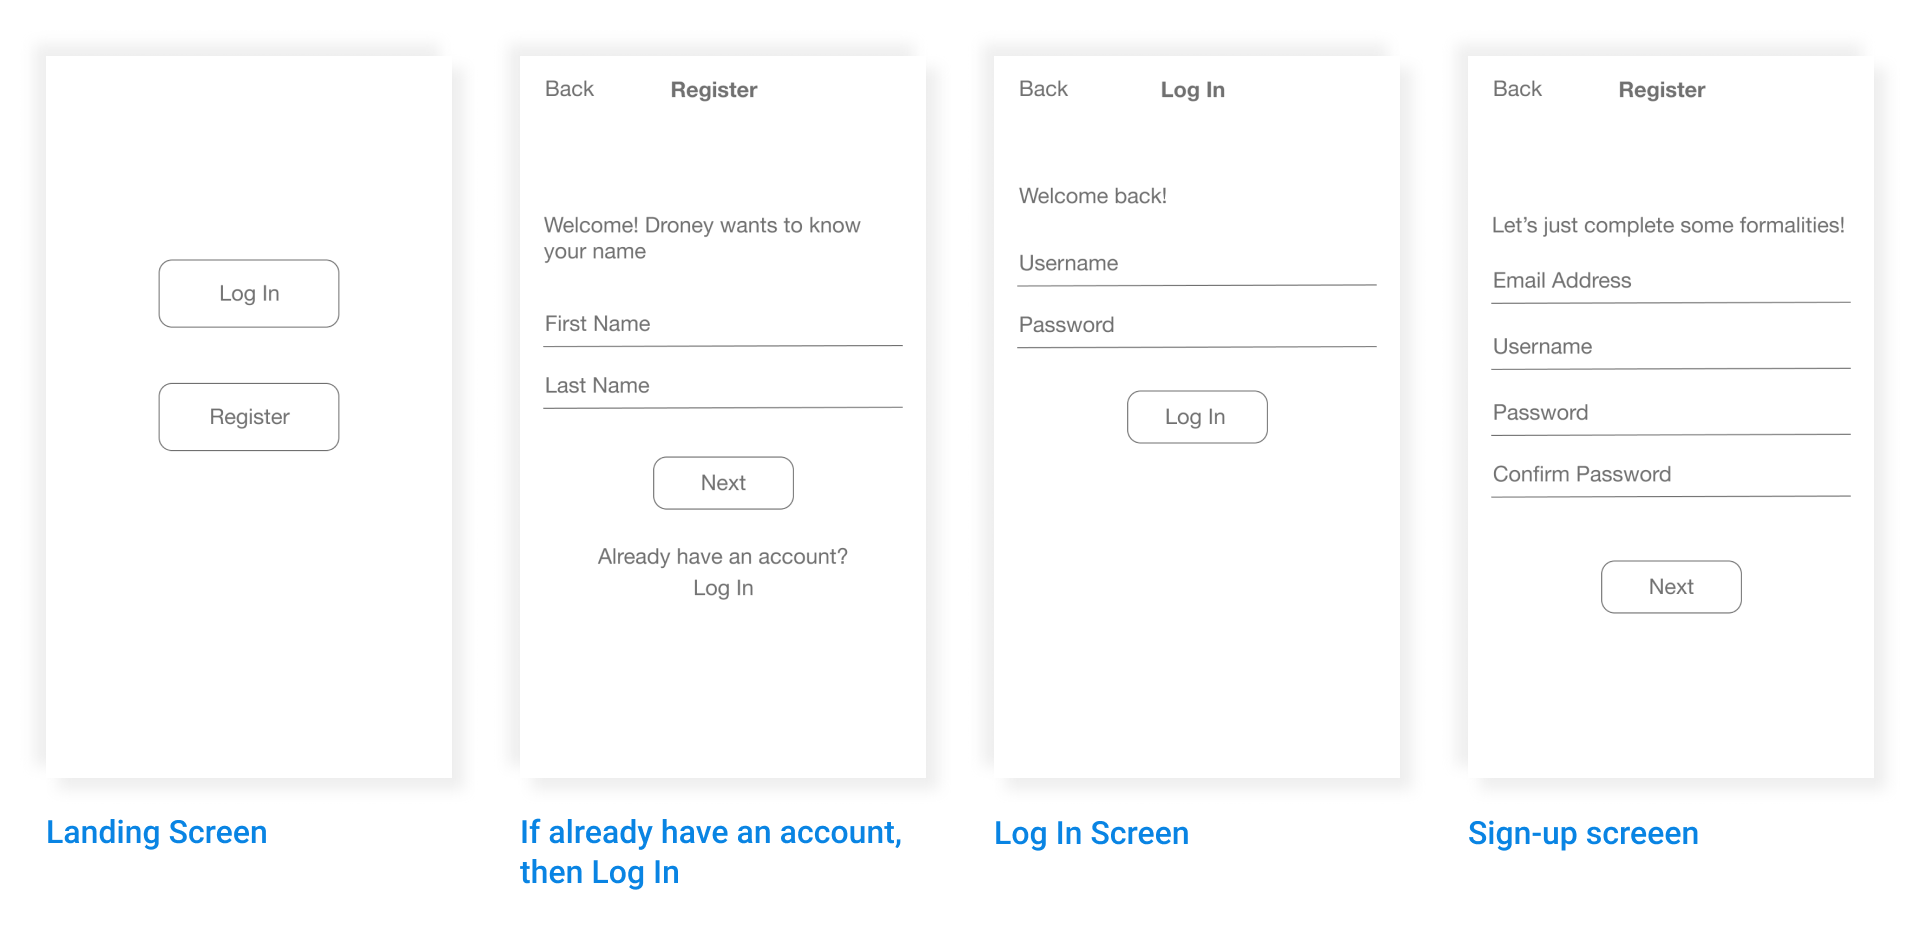 Log In
Register
Landing Screen
Back
Register
Welcome! Droney wants to know
your name
First Name
Last Name
Next
Already have an account?
Log In
If already have an account,
then Log In
Back
Log In
Welcome back!
Username
Password
Log In
Log In Screen
Back
Register
Let's just complete some formalities!
Email Address
Username
Password
Confirm Password
Next
Sign-up screeen